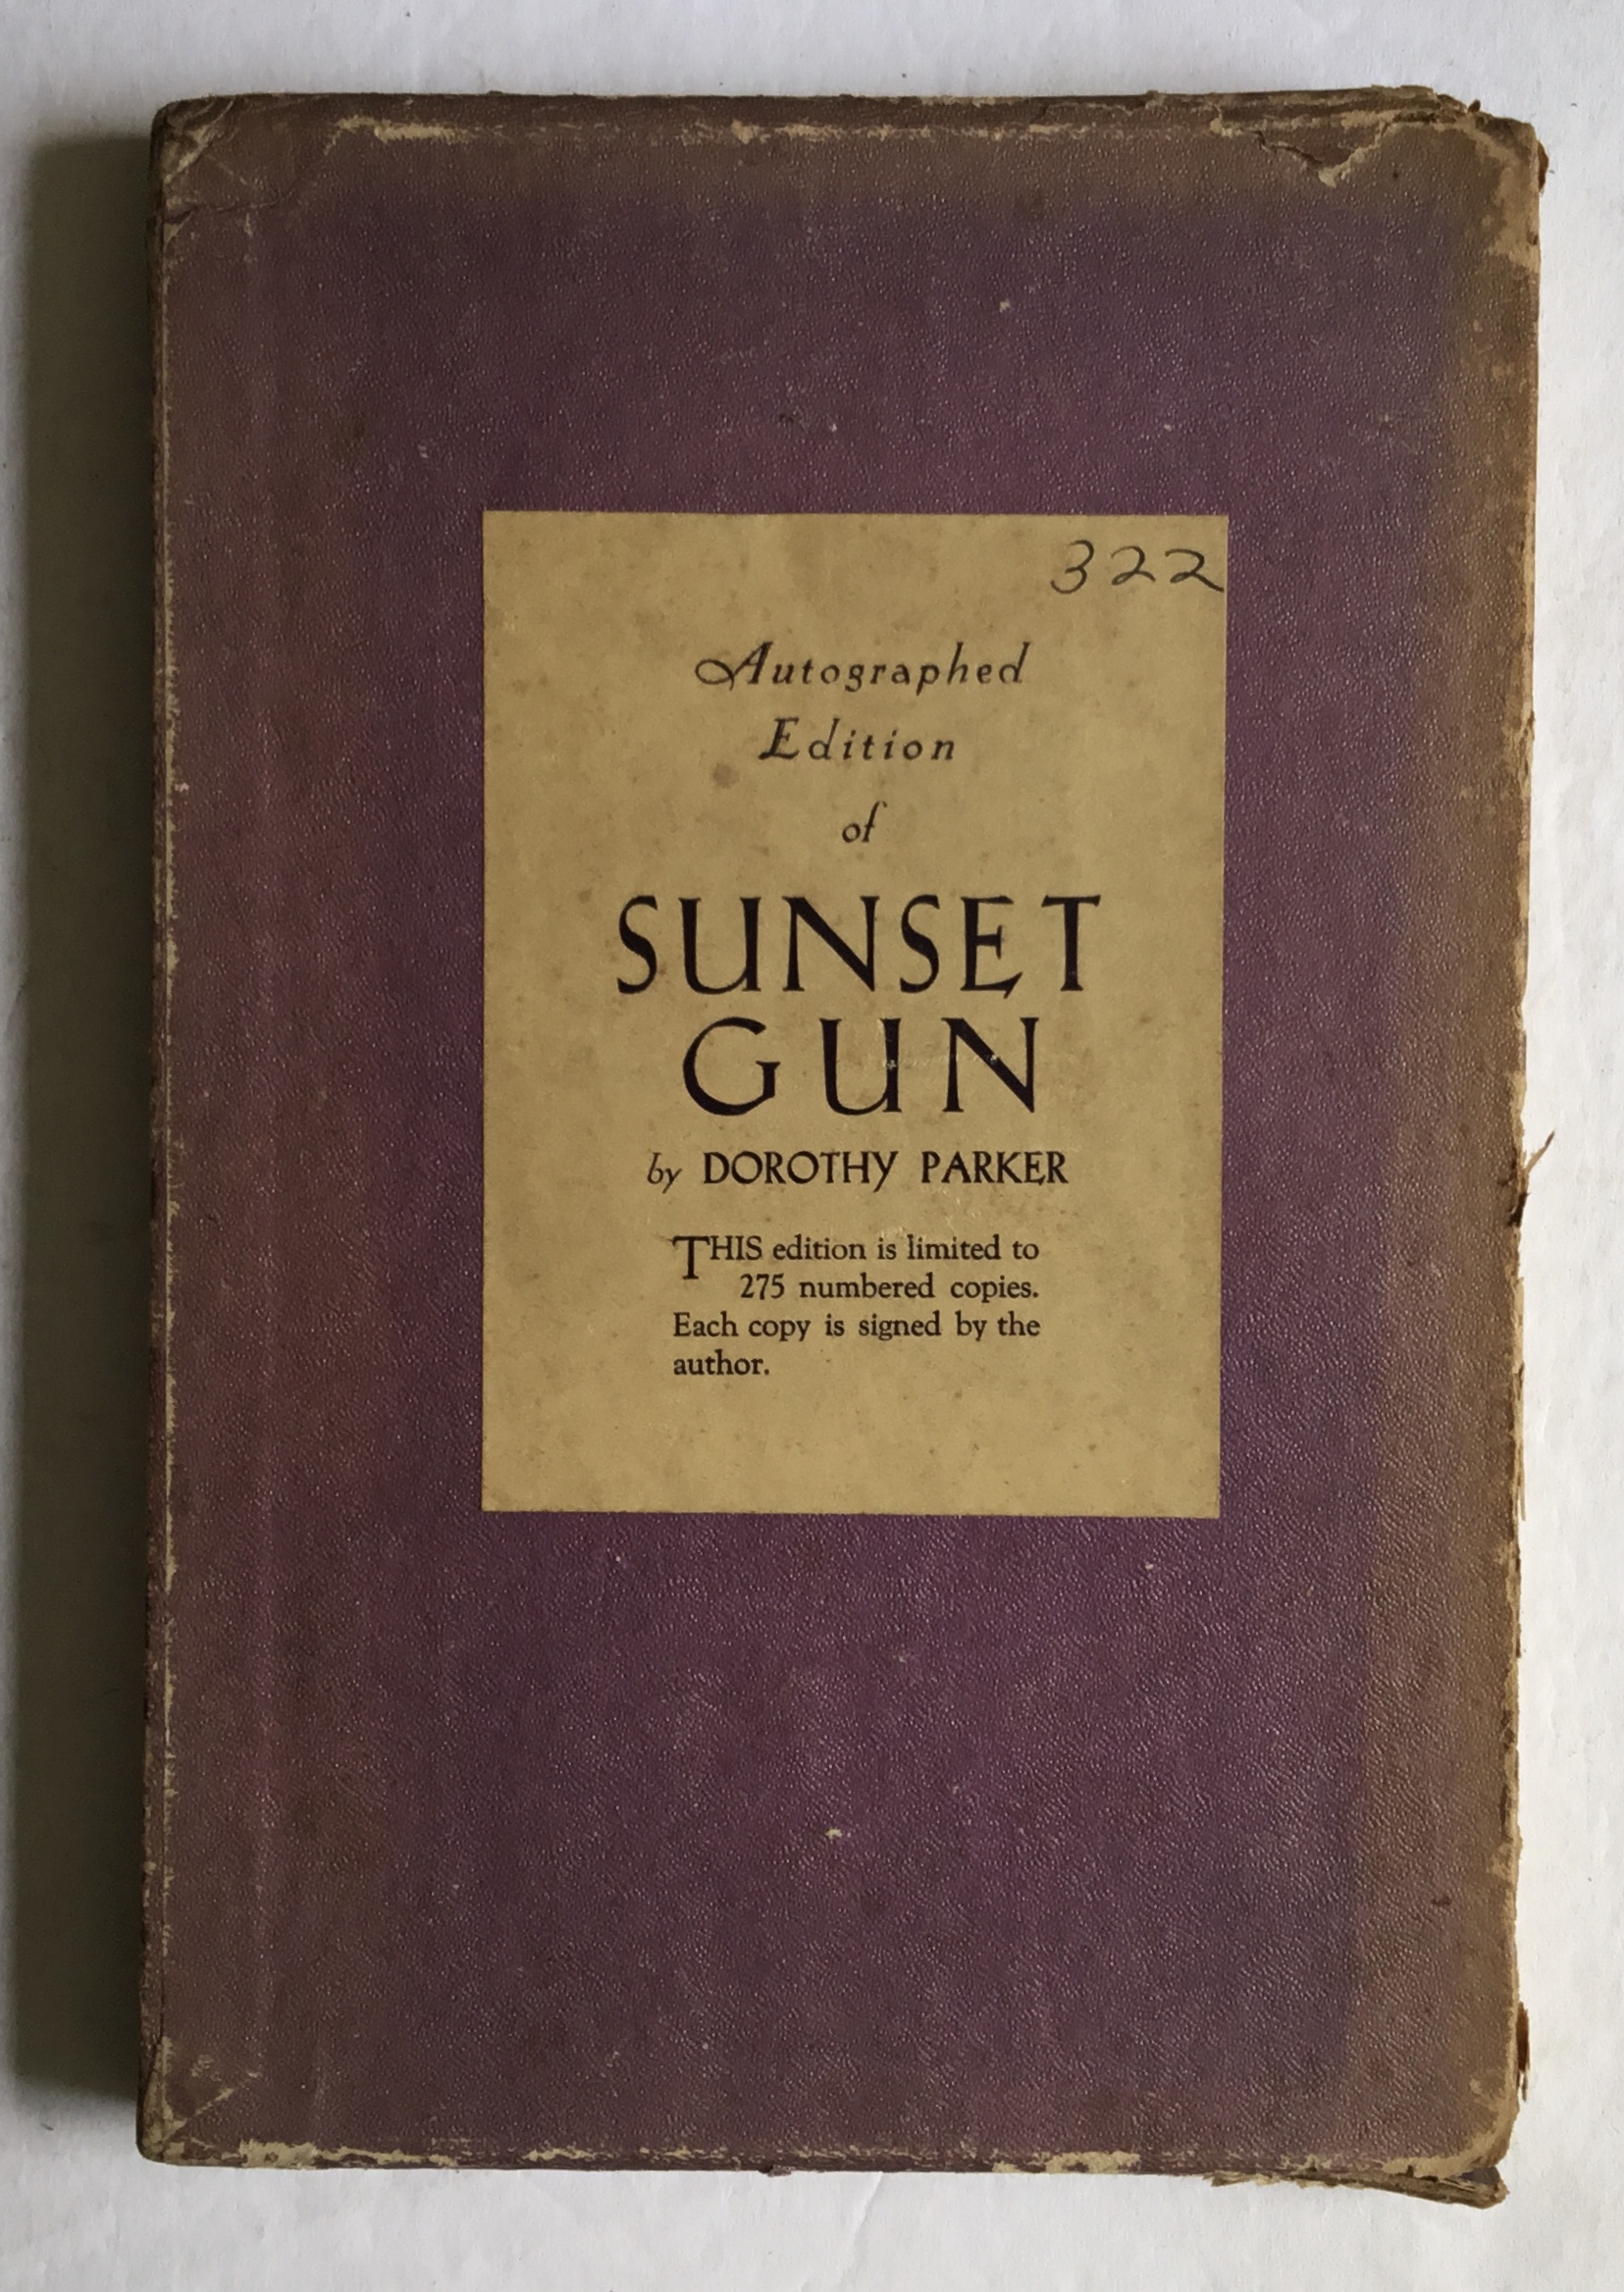 322
Autographed
Edition
of
SUNSET
GUN
by DOROTHY PARKER
THIS edition is limited to
275 numbered copies.
Each copy is signed by the
author.